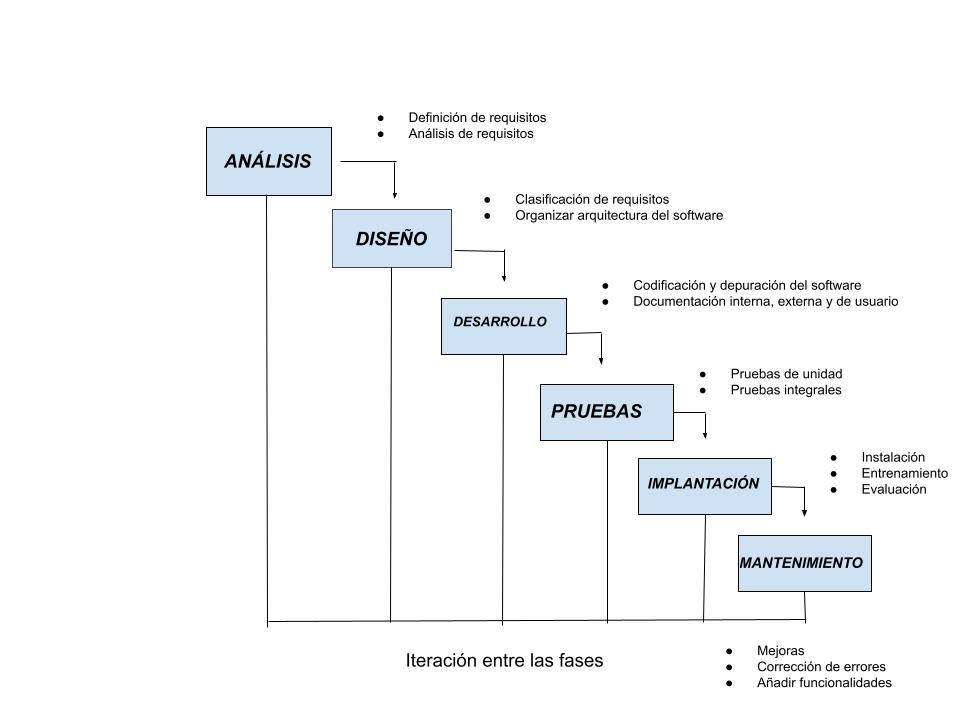 ● Definición de requisitos
● Análisis de requisitos
ANÁLISIS
● Clasificación de requisitos
● Organizar arquitectura del software
DISEÑO
● Codificación y depuración del software
● Documentación interna, externa y de usuario
DESARROLLO
● Pruebas de unidad
● Pruebas integrales
PRUEBAS
● Instalación
● Entrenamiento
● Evaluación
IMPLANTACIÓN
MANTENIMIENTO
● Mejoras
● Corrección de errores
● Añadir funcionalidades
Iteración entre las fases